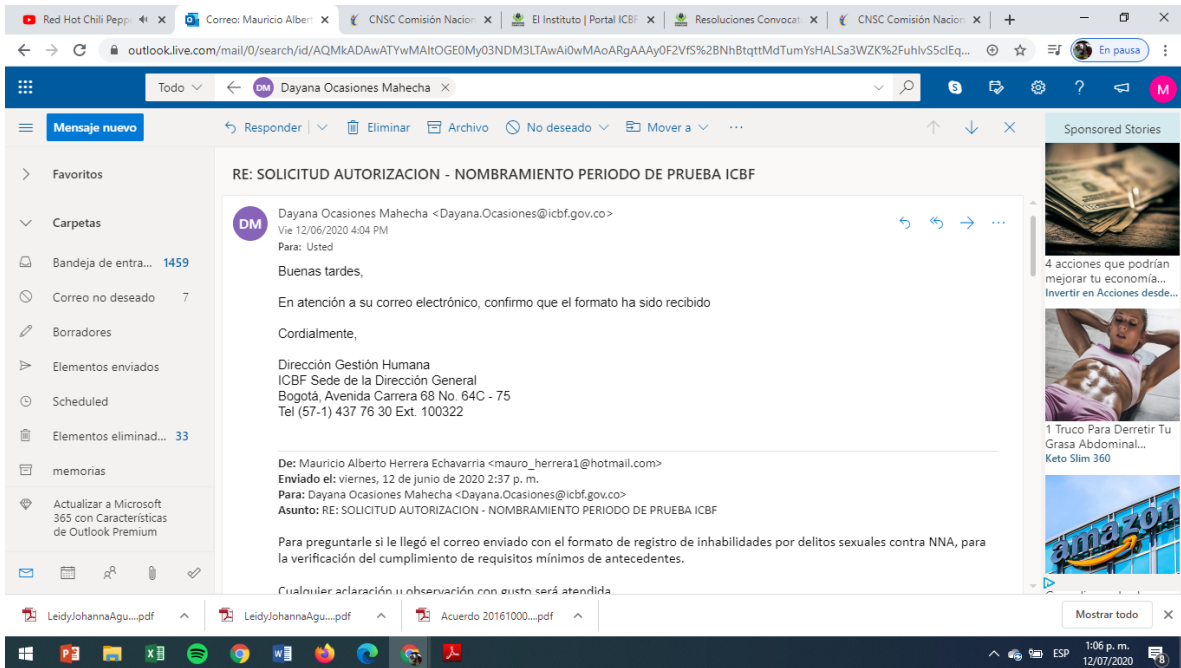 Red Hot Chili Peppe
Correo: Mauricio Albert
CNSC Comisión Nacion
El Instituto | Portal ICBF
Resoluciones Convocat
CNSC Comisión Nacion
outlook.live.com/mail/0/search/id/AQMkADAwATYwMAItOGE0My03NDM3LTAwAi0wMAoARgAAAy0F2VfS%2BNhBtqttMdTumYsHALSa3WZK%2FuhIvS5clEq...
En pausa
Todo
DM Dayana Ocasiones Mahecha
M
Mensaje nuevo
Responder
Eliminar
Archivo
No deseado
Mover a
Sponsored Stories
Favoritos
Carpetas
Bandeja de entra... 1459
Correo no deseado 7
Borradores
Elementos enviados
Scheduled
Elementos eliminad... 33
memorias
Actualizar a Microsoft
365 con Características
de Outlook Premium
RE: SOLICITUD AUTORIZACION - NOMBRAMIENTO PERIODO DE PRUEBA ICBF
DM
Dayana Ocasiones Mahecha <Dayana.Ocasiones@icbf.gov.co>
Vie 12/06/2020 4:04 PM
Para: Usted
Buenas tardes,
En atención a su correo electrónico, confirmo que el formato ha sido recibido
Cordialmente,
Dirección Gestión Humana
ICBF Sede de la Dirección General
Bogotá, Avenida Carrera 68 No. 64C - 75
Tel (57-1) 437 76 30 Ext. 100322
De: Mauricio Alberto Herrera Echavarria <mauro_herrera1@hotmail.com>
Enviado el: viernes, 12 de junio de 2020 2:37 p. m.
Para: Dayana Ocasiones Mahecha <Dayana.Ocasiones@icbf.gov.co>
Asunto: RE: SOLICITUD AUTORIZACION - NOMBRAMIENTO PERIODO DE PRUEBA ICBF
Para preguntarle si le llegó el correo enviado con el formato de registro de inhabilidades por delitos sexuales contra NNA, para
la verificación del cumplimiento de requisitos mínimos de antecedentes.
Cualquier aclaración u observación con gusto será atendida
4 acciones que podrían
mejorar tu economía...
Invertir en Acciones desde...
1 Truco Para Derretir Tu
Grasa Abdominal...
Keto Slim 360
amazon
LeidyJohannaAgu....pdf
LeidyJohannaAgu....pdf
Acuerdo 20161000....pdf
Mostrar todo
ESP
1:06 p. m.
12/07/2020
8